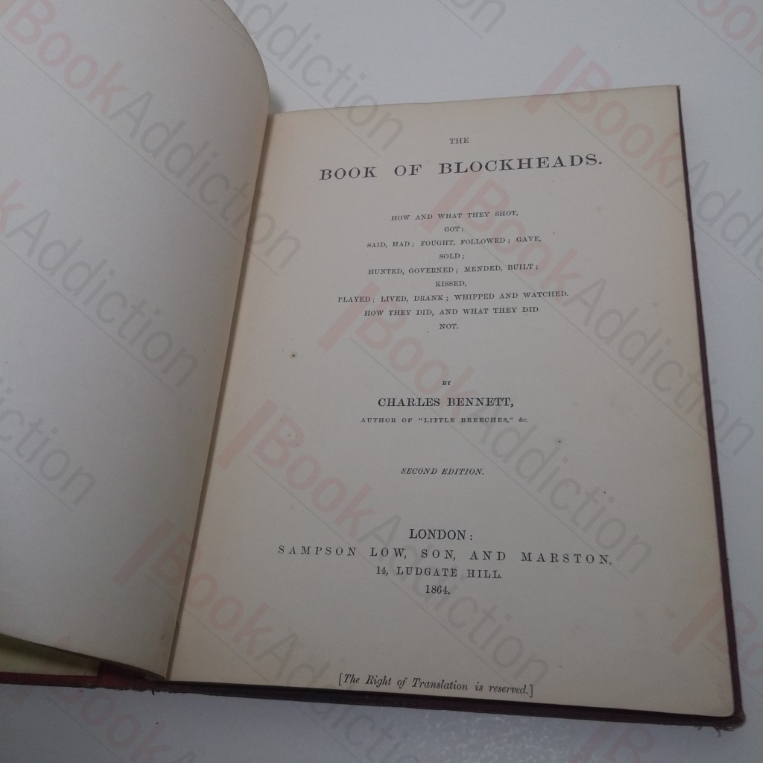 THE
BOOK OF BLOCKHEADS.
HOW AND WHAT THEY SHOT,
GOT;
SAID, HAD; FOUGHT, FOLLOWED; GAVE,
SOLD;
HUNTED, GOVERNED; MENDED, BUILT;
KISSED,
PLAYED; LIVED, DRANK; WHIPPED AND WATCHED.
HOW THEY DID, AND WHAT THEY DID
NOT.
BY
CHARLES BENNETT,
AUTHOR OF "LITTLE BREECHES," &c.
SECOND EDITION.
LONDON:
SAMPSON LOW, SON, AND MARSTON,
14, LUDGATE HILL.
1864.
[The Right of Translation is reserved.]
BookAddiction